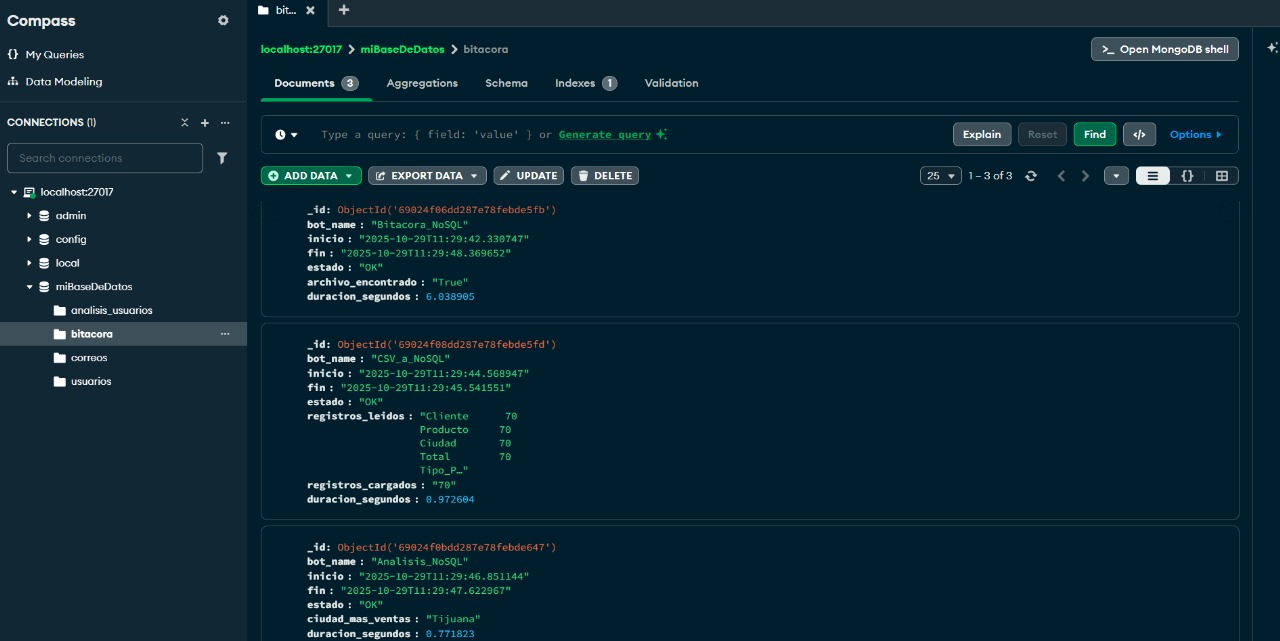 Compass
bit...
My Queries
Data Modeling
CONNECTIONS (1)
Search connections
localhost:27017
admin
config
local
miBaseDeDatos
analisis_usuarios
bitacora
correos
usuarios
localhost:27017 > miBaseDeDatos > bitacora
>_ Open MongoDB shell
Documents 3 Aggregations Schema Indexes 1 Validation
Type a query: { field: 'value' } or Generate query
Explain Reset Find </> Options
ADD DATA EXPORT DATA UPDATE DELETE
25 1 – 3 of 3 {}
_id: ObjectId('69024f06dd287e78febde5fb')
bot_name : "Bitacora_NoSQL"
inicio : "2025-10-29T11:29:42.330747"
fin : "2025-10-29T11:29:48.369652"
estado : "OK"
archivo_encontrado : "True"
duracion_segundos : 6.038905
_id: ObjectId('69024f08dd287e78febde5fd')
bot_name : "CSV_a_NoSQL"
inicio : "2025-10-29T11:29:44.568947"
fin : "2025-10-29T11:29:45.541551"
estado : "OK"
registros_leidos : "Cliente 70
Producto 70
Ciudad 70
Total 70
Tipo_P…"
registros_cargados : "70"
duracion_segundos : 0.972604
_id: ObjectId('69024f0bdd287e78febde647')
bot_name : "Analisis_NoSQL"
inicio : "2025-10-29T11:29:46.851144"
fin : "2025-10-29T11:29:47.622967"
estado : "OK"
ciudad_mas_ventas : "Tijuana"
duracion_segundos : 0.771823